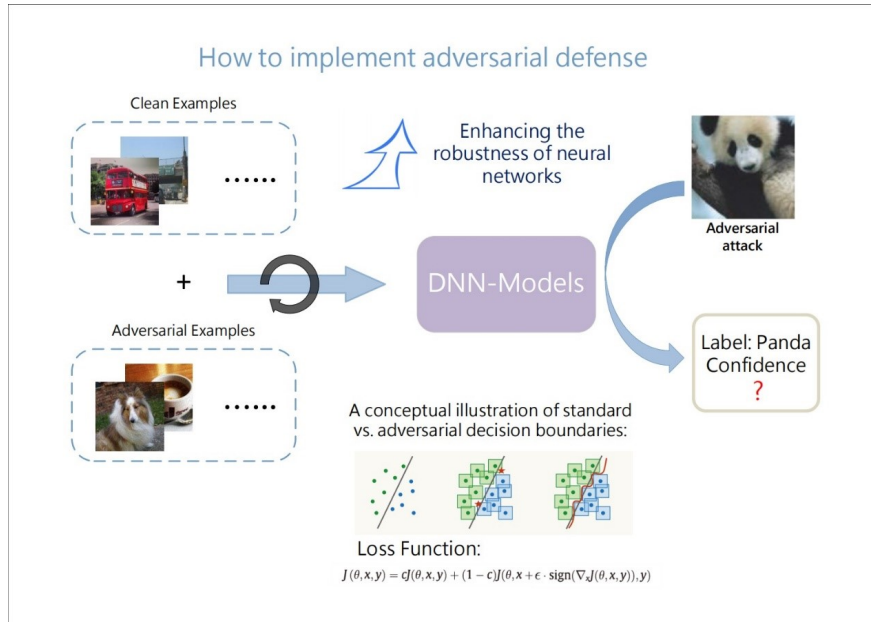 How to implement adversarial defense
Clean Examples
......
Enhancing the
robustness of neural
networks
Adversarial
attack
+
DNN-Models
Adversarial Examples
......
Label: Panda
Confidence
?
A conceptual illustration of standard
vs. adversarial decision boundaries:
Loss Function:
J(θ, x, y) = cJ(θ, x, y) + (1 − c)J(θ, x + ϵ · sign(∇ₓJ(θ, x, y)), y)